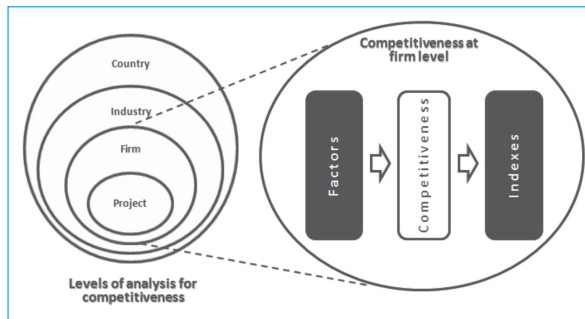 Country
Industry
Firm
Project
Levels of analysis for
competitiveness
Competitiveness at
firm level
Factors
Competitiveness
Indexes